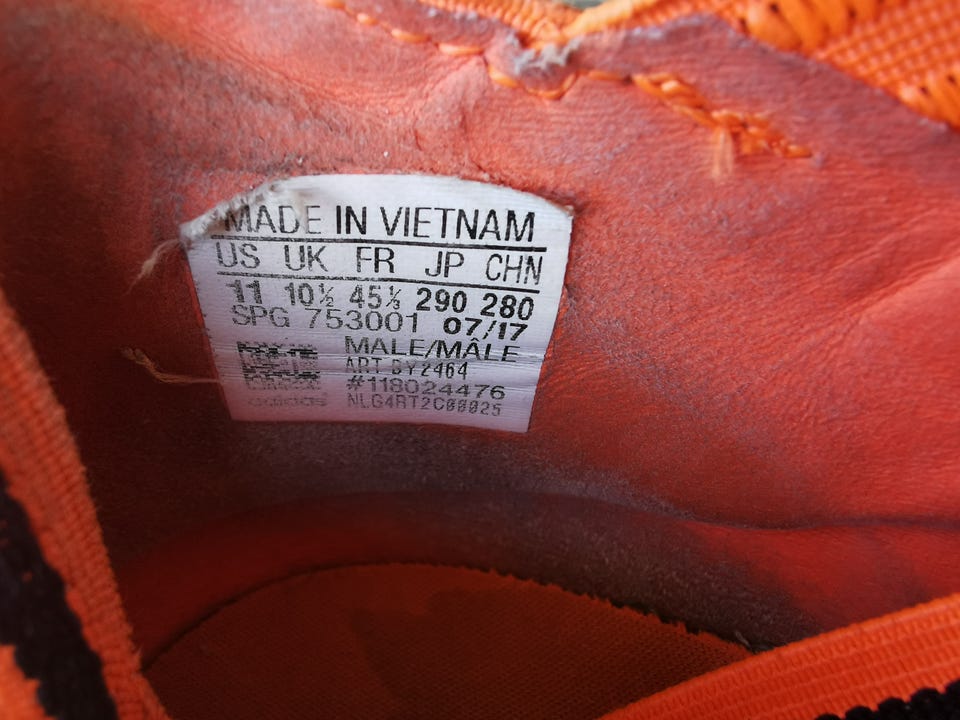 MADE IN VIETNAM
US UK FR JP CHN
11 10½ 45⅓ 290 280
SPG 753001 07/17
MALE/MÂLE
ART BY2464
#118024476
adidas NLG4RT2C00025